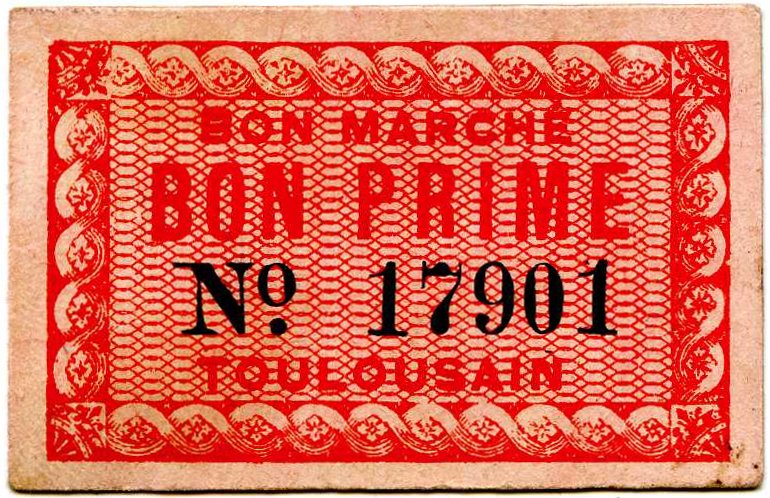 BON MARCHÉ
BON PRIME
Nº. 17901
TOULOUSAIN